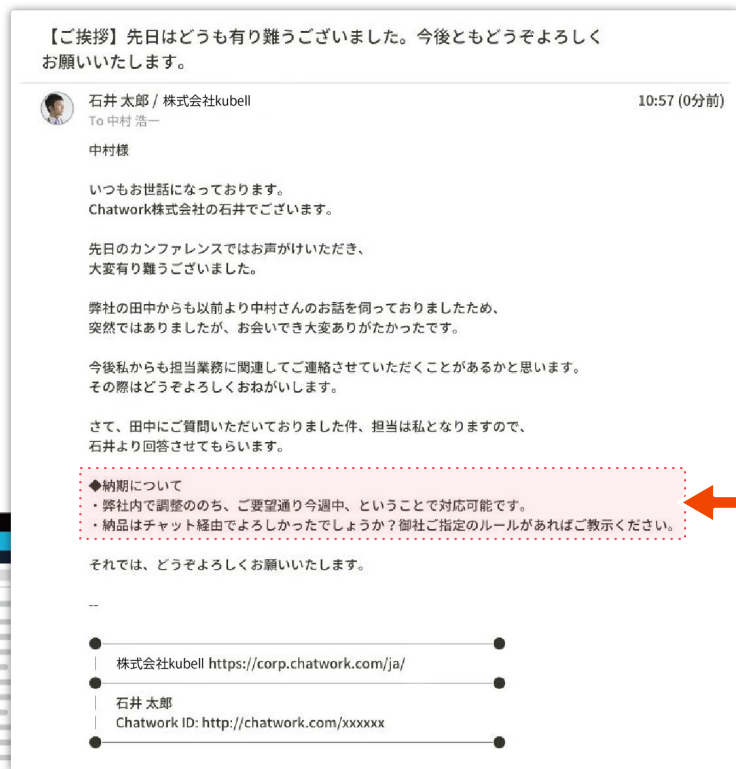 【ご挨拶】先日はどうも有り難うございました。今後ともどうぞよろしく
お願いいたします。
石井 太郎 / 株式会社kubell
10:57 (0分前)
To 中村 浩一
中村様
いつもお世話になっております。
Chatwork株式会社の石井でございます。
先日のカンファレンスではお声がけいただき、
大変有り難うございました。
弊社の田中からも以前より中村さんのお話を伺っておりましたため、
突然ではありましたが、お会いでき大変ありがたかったです。
今後私からも担当業務に関連してご連絡させていただくことがあるかと思います。
その際はどうぞよろしくおねがいします。
さて、田中にご質問いただいておりました件、担当は私となりますので、
石井より回答させてもらいます。
◆納期について
・弊社内で調整ののち、ご要望通り今週中、ということで対応可能です。
・納品はチャット経由でよろしかったでしょうか？御社ご指定のルールがあればご教示ください。
それでは、どうぞよろしくお願いいたします。
--
株式会社kubell https://corp.chatwork.com/ja/
石井 太郎
Chatwork ID: http://chatwork.com/xxxxxx